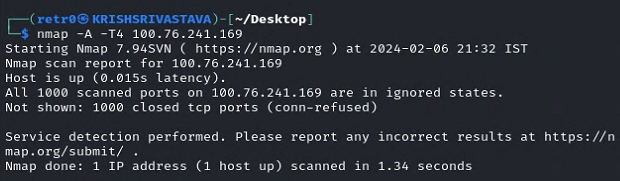 ┌──(retr0㉿KRISHSRIVASTAVA)-[~/Desktop]
└─$ nmap -A -T4 100.76.241.169
Starting Nmap 7.94SVN ( https://nmap.org ) at 2024-02-06 21:32 IST
Nmap scan report for 100.76.241.169
Host is up (0.015s latency).
All 1000 scanned ports on 100.76.241.169 are in ignored states.
Not shown: 1000 closed tcp ports (conn-refused)

Service detection performed. Please report any incorrect results at https://n
map.org/submit/ .
Nmap done: 1 IP address (1 host up) scanned in 1.34 seconds